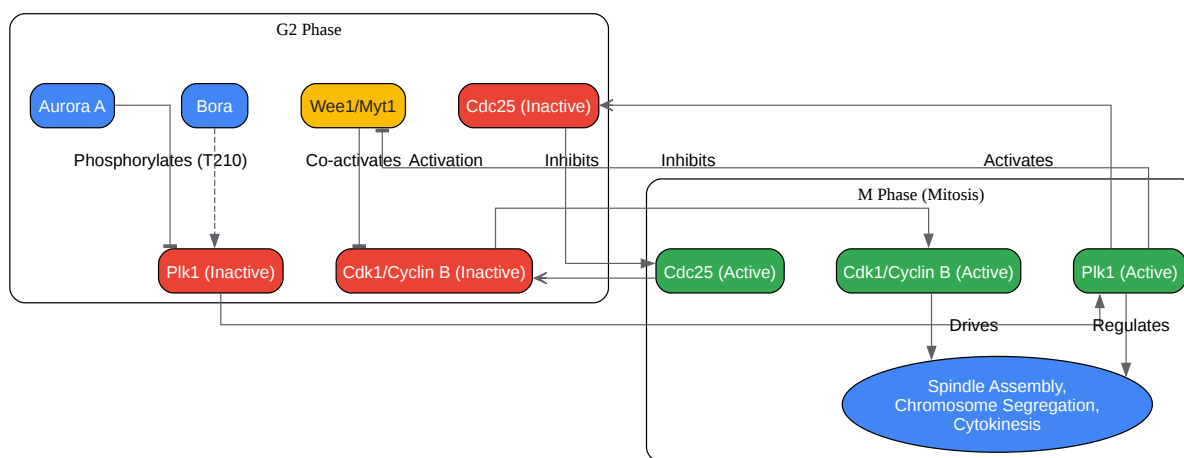 G2 Phase
Aurora A
Bora
Wee1/Myt1
Cdc25 (Inactive)
Phosphorylates (T210)
Co-activates
Activation
Inhibits
Inhibits
Activates
M Phase (Mitosis)
Plk1 (Inactive)
Cdk1/Cyclin B (Inactive)
Cdc25 (Active)
Cdk1/Cyclin B (Active)
Plk1 (Active)
Drives
Regulates
Spindle Assembly,
Chromosome Segregation,
Cytokinesis